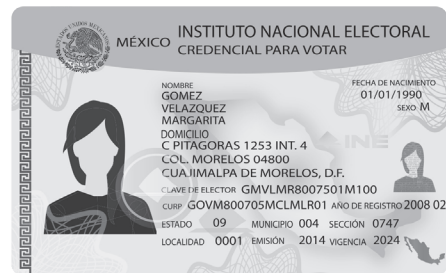 MÉXICO INSTITUTO NACIONAL ELECTORAL
CREDENCIAL PARA VOTAR
NOMBRE
GOMEZ
VELAZQUEZ
MARGARITA
FECHA DE NACIMIENTO
01/01/1990
SEXO M
DOMICILIO
C PITAGORAS 1253 INT. 4
COL. MORELOS 04800
CUAJIMALPA DE MORELOS, D.F.
INE
CLAVE DE ELECTOR GMVLMR8007501M100
CURP GOVM800705MCLMLR01 AÑO DE REGISTRO 2008 02
ESTADO 09 MUNICIPIO 004 SECCIÓN 0747
LOCALIDAD 0001 EMISIÓN 2014 VIGENCIA 2024